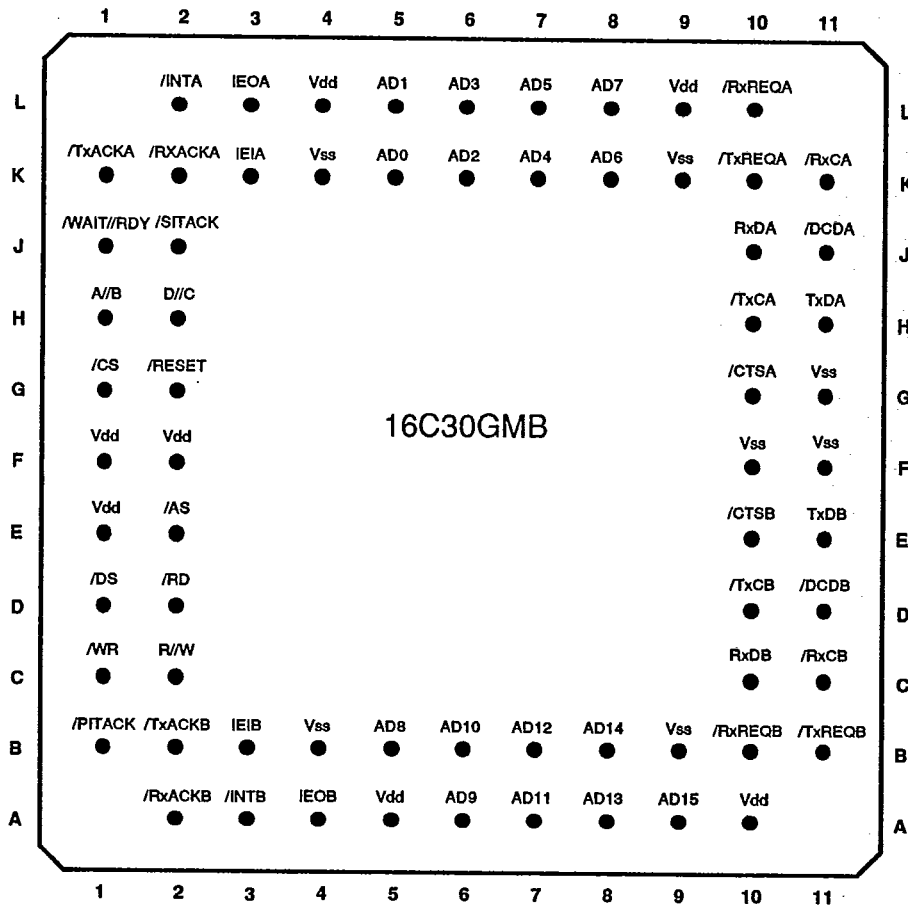 1 2 3 4 5 6 7 8 9 10 11
/INTA IEOA Vdd AD1 AD3 AD5 AD7 Vdd /RxREQA
L L
/TxACKA /RXACKA IEIA Vss AD0 AD2 AD4 AD6 Vss /TxREQA /RxCA
K K
/WAIT//RDY /SITACK RxDA /DCDA
J J
A//B D//C /TxCA TxDA
H H
/CS /RESET /CTSA Vss
G G
16C30GMB
Vdd Vdd Vss Vss
F F
Vdd /AS /CTSB TxDB
E E
/DS /RD /TxCB /DCDB
D D
/WR R//W RxDB /RxCB
C C
/PITACK /TxACKB IEIB Vss AD8 AD10 AD12 AD14 Vss /RxREQB /TxREQB
B B
/RxACKB /INTB IEOB Vdd AD9 AD11 AD13 AD15 Vdd
A A
1 2 3 4 5 6 7 8 9 10 11